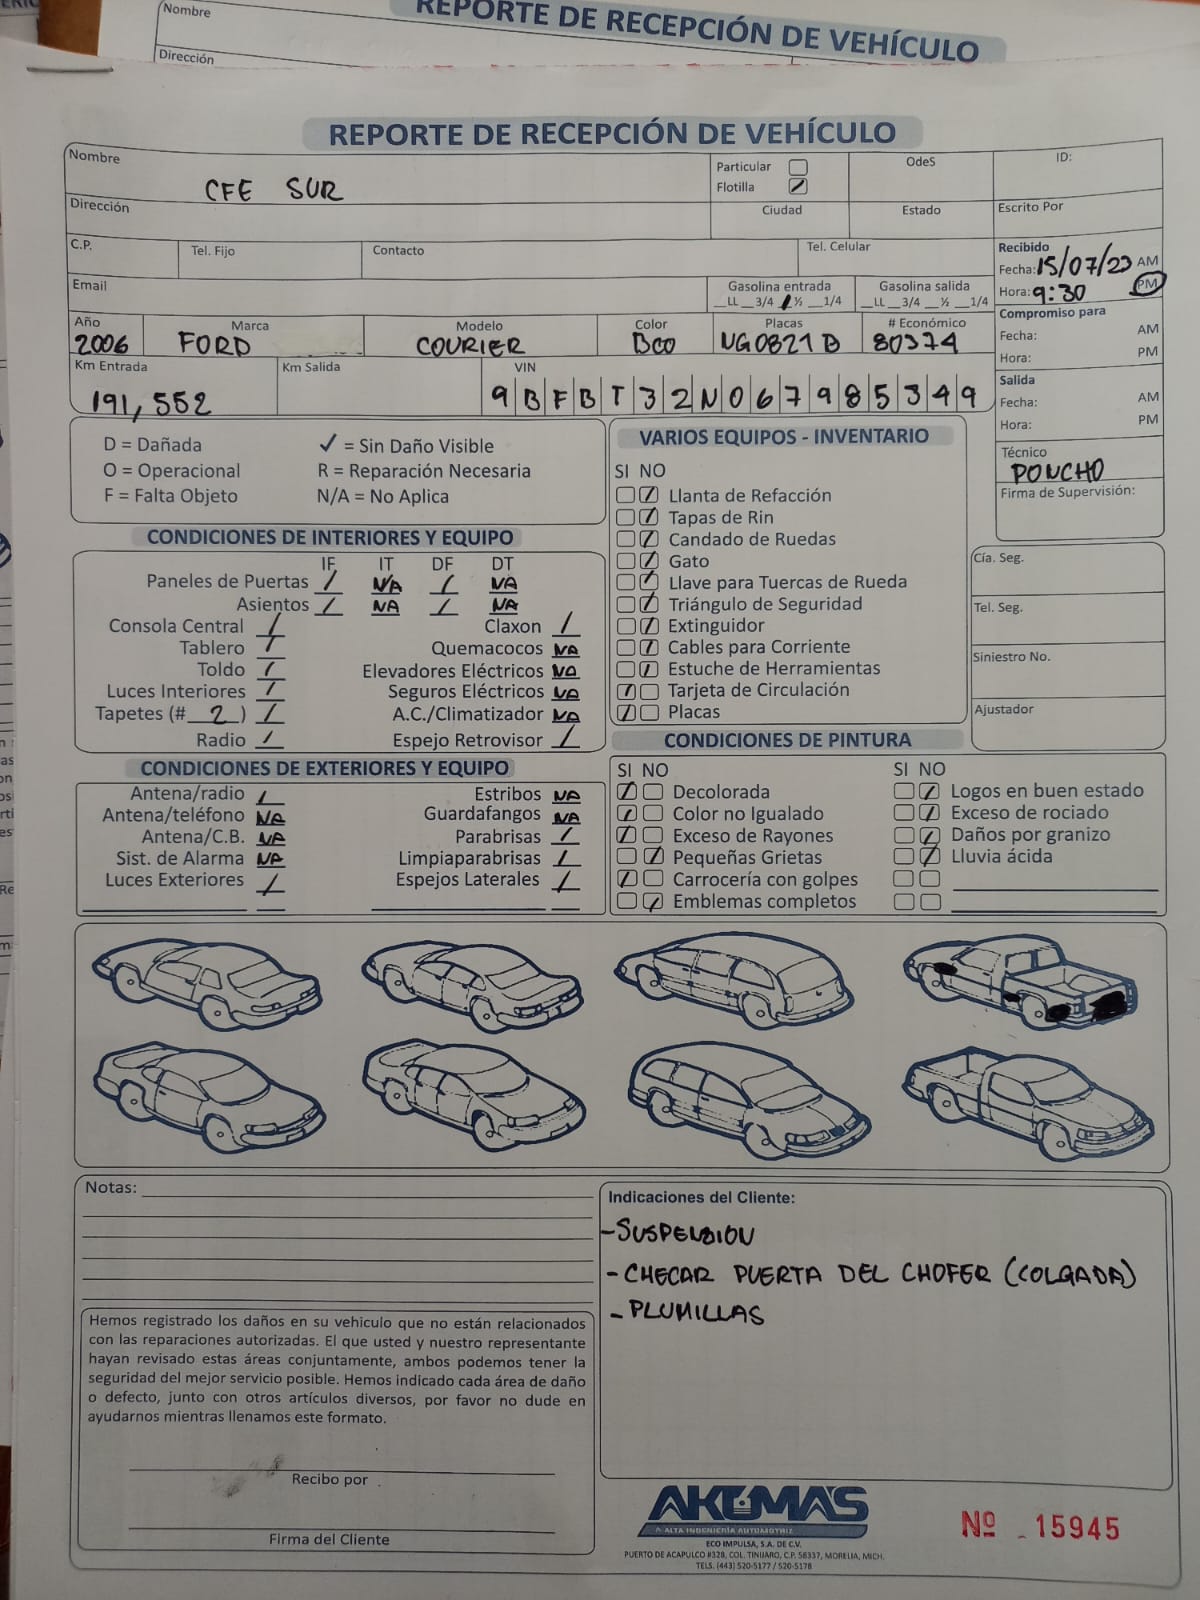 Nombre
REPORTE DE RECEPCIÓN DE VEHÍCULO
Dirección
REPORTE DE RECEPCIÓN DE VEHÍCULO
Nombre
CFE SUR
Particular
Flotilla
OdeS
ID:
Dirección
Ciudad
Estado
Escrito Por
C.P.
Tel. Fijo
Contacto
Tel. Celular
Recibido
Fecha: 15/07/23 AM
Hora: 9:30 PM
Email
Gasolina entrada
__LL __3/4 __½ __1/4
Gasolina salida
__LL __3/4 __½ __1/4
Compromiso para
Fecha: AM
Hora: PM
Año
2006
Marca
FORD
Modelo
COURIER
Color
BCO
Placas
NG0821B
# Económico
80374
Km Entrada
191,552
Km Salida
VIN
9BFBT32N067985349
Salida
Fecha: AM
Hora: PM
Técnico
PONCHO
Firma de Supervisión:
D = Dañada
✓ = Sin Daño Visible
O = Operacional
R = Reparación Necesaria
F = Falta Objeto
N/A = No Aplica
VARIOS EQUIPOS - INVENTARIO
SI NO
Llanta de Refacción
Tapas de Rin
Candado de Ruedas
Gato
Llave para Tuercas de Rueda
Triángulo de Seguridad
Extinguidor
Cables para Corriente
Estuche de Herramientas
Tarjeta de Circulación
Placas
Cía. Seg.
Tel. Seg.
Siniestro No.
Ajustador
CONDICIONES DE INTERIORES Y EQUIPO
IF IT DF DT
Paneles de Puertas / NA / NA
Asientos / NA / NA
Consola Central /
Claxon /
Tablero /
Quemacocos NA
Toldo /
Elevadores Eléctricos NA
Luces Interiores /
Seguros Eléctricos NA
Tapetes (# 2 ) /
A.C./Climatizador NA
Radio /
Espejo Retrovisor /
CONDICIONES DE EXTERIORES Y EQUIPO
Antena/radio /
Estribos NA
Antena/teléfono NA
Guardafangos NA
Antena/C.B. NA
Parabrisas /
Sist. de Alarma NA
Limpiaparabrisas /
Luces Exteriores /
Espejos Laterales /
CONDICIONES DE PINTURA
SI NO
Decolorada
Color no Igualado
Exceso de Rayones
Pequeñas Grietas
Carrocería con golpes
Emblemas completos
SI NO
Logos en buen estado
Exceso de rociado
Daños por granizo
Lluvia ácida
Notas:
Indicaciones del Cliente:
-SUSPENSION
-CHECAR PUERTA DEL CHOFER (COLGADA)
-PLUMILLAS
Hemos registrado los daños en su vehiculo que no están relacionados
con las reparaciones autorizadas. El que usted y nuestro representante
hayan revisado estas áreas conjuntamente, ambos podemos tener la
seguridad del mejor servicio posible. Hemos indicado cada área de daño
o defecto, junto con otros artículos diversos, por favor no dude en
ayudarnos mientras llenamos este formato.
Recibo por
Firma del Cliente
AKUMA'S
ALTA INGENIERÍA AUTOMOTRIZ
ECO IMPULSA, S.A. DE C.V.
PUERTO DE ACAPULCO #328, COL. TINIJARO, C.P. 58337, MORELIA, MICH.
TELS. (443) 520-5177 / 520-5178
Nº 15945